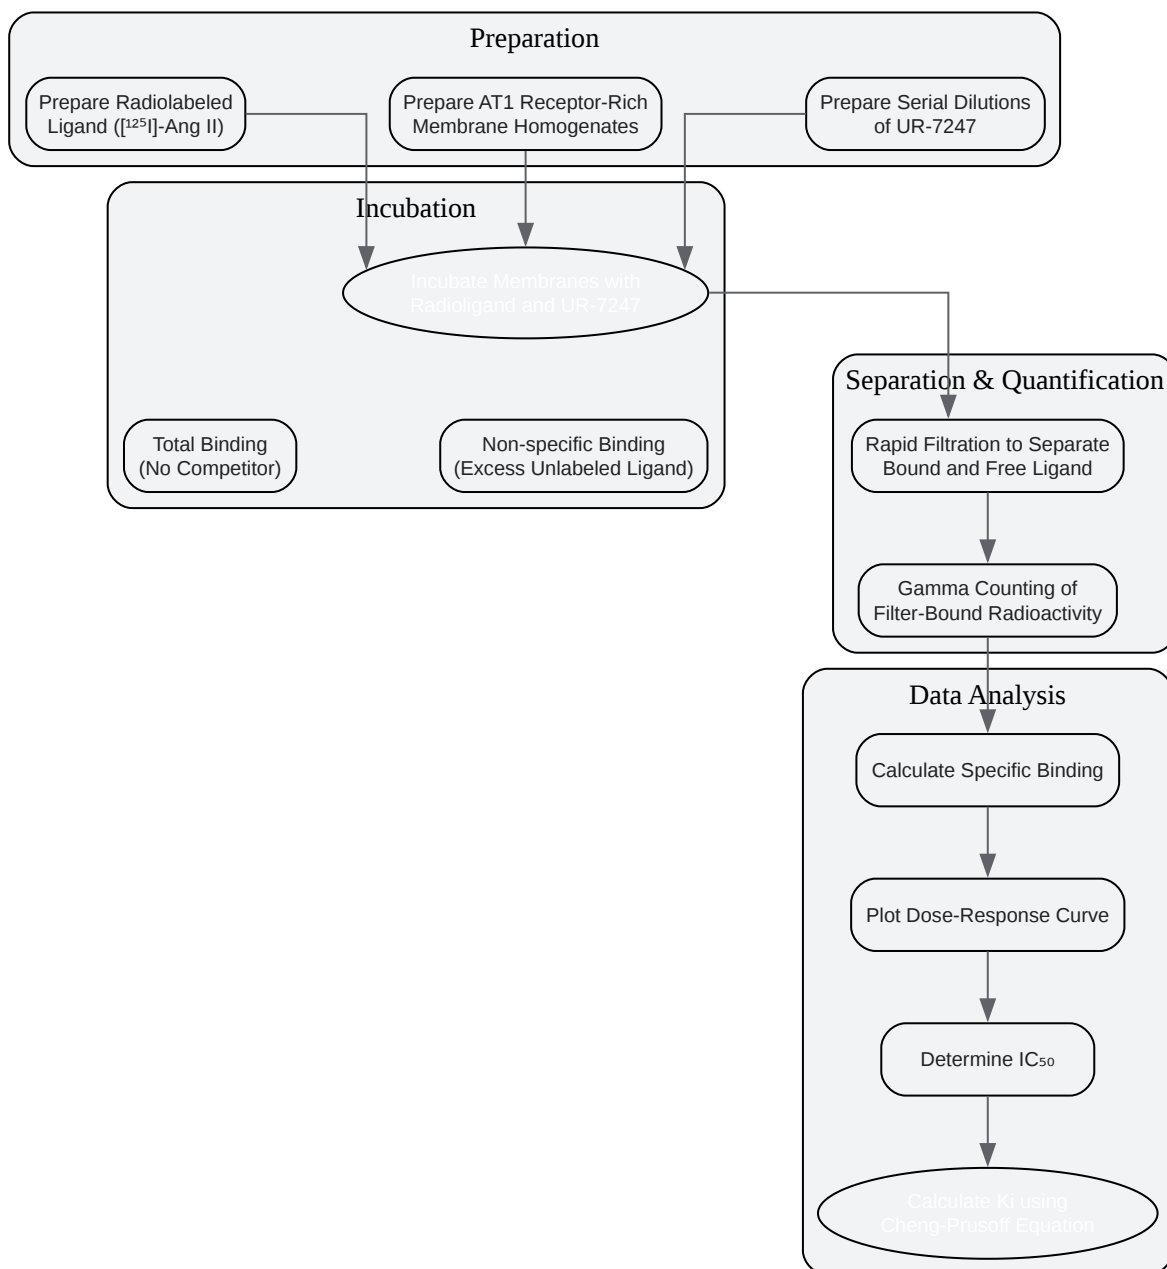 Preparation
Prepare Radiolabeled
Ligand ([¹²⁵I]-Ang II)
Prepare AT1 Receptor-Rich
Membrane Homogenates
Prepare Serial Dilutions
of UR-7247
Incubation
Incubate Membranes with
Radioligand and UR-7247
Total Binding
(No Competitor)
Non-specific Binding
(Excess Unlabeled Ligand)
Separation & Quantification
Rapid Filtration to Separate
Bound and Free Ligand
Gamma Counting of
Filter-Bound Radioactivity
Data Analysis
Calculate Specific Binding
Plot Dose-Response Curve
Determine IC₅₀
Calculate Ki using
Cheng-Prusoff Equation